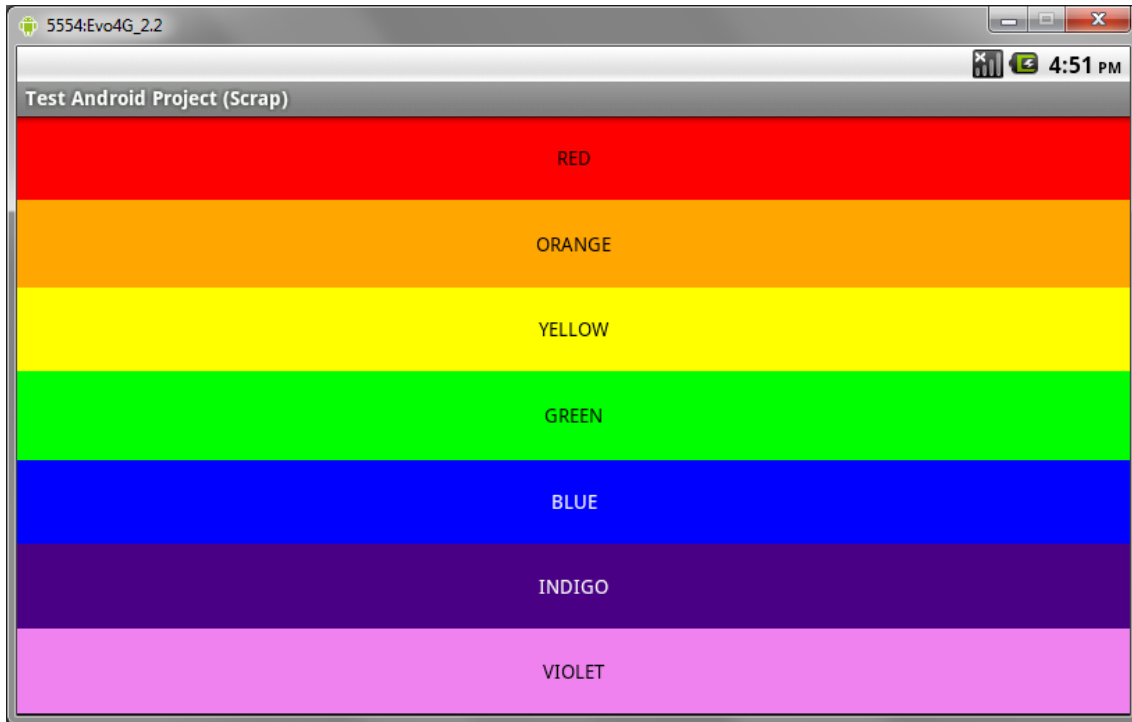 5554:Evo4G_2.2
4:51 PM
Test Android Project (Scrap)
RED
ORANGE
YELLOW
GREEN
BLUE
INDIGO
VIOLET